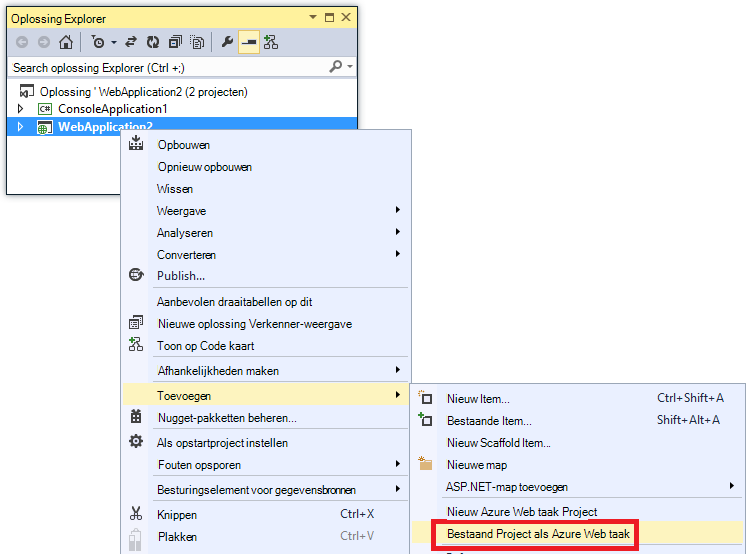 Oplossing Explorer
Search oplossing Explorer (Ctrl +;)
Oplossing ' WebApplication2 (2 projecten)
C# ConsoleApplication1
WebApplication2
Opbouwen
Opnieuw opbouwen
Wissen
Weergave
Analyseren
Converteren
Publish...
Aanbevolen draaitabellen op dit
Nieuwe oplossing Verkenner-weergave
Toon op Code kaart
Afhankelijkheden maken
Toevoegen
Nugget-pakketten beheren...
Als opstartproject instellen
Fouten opsporen
Besturingselement voor gegevensbronnen
Knippen Ctrl+X
Plakken Ctrl+V
Nieuw Item... Ctrl+Shift+A
Bestaande Item... Shift+Alt+A
Nieuw Scaffold Item...
Nieuwe map
ASP.NET-map toevoegen
Nieuw Azure Web taak Project
Bestaand Project als Azure Web taak